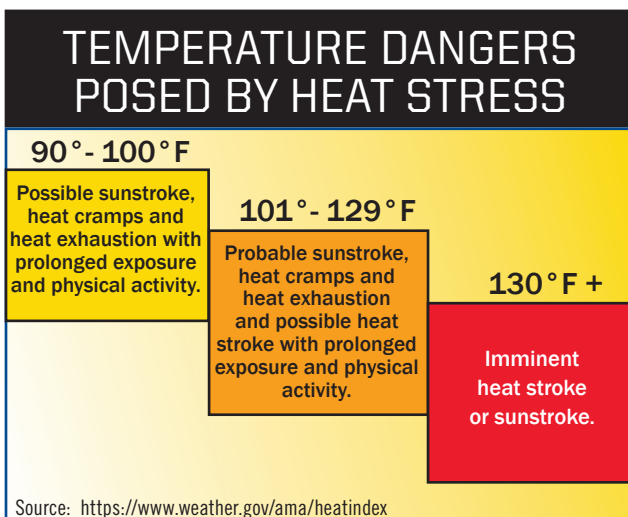 TEMPERATURE DANGERS
POSED BY HEAT STRESS
90°- 100°F
Possible sunstroke,
heat cramps and
heat exhaustion with
prolonged exposure
and physical activity.
101°- 129°F
Probable sunstroke,
heat cramps and
heat exhaustion
and possible heat
stroke with prolonged
exposure and physical
activity.
130°F +
Imminent
heat stroke
or sunstroke.
Source: https://www.weather.gov/ama/heatindex